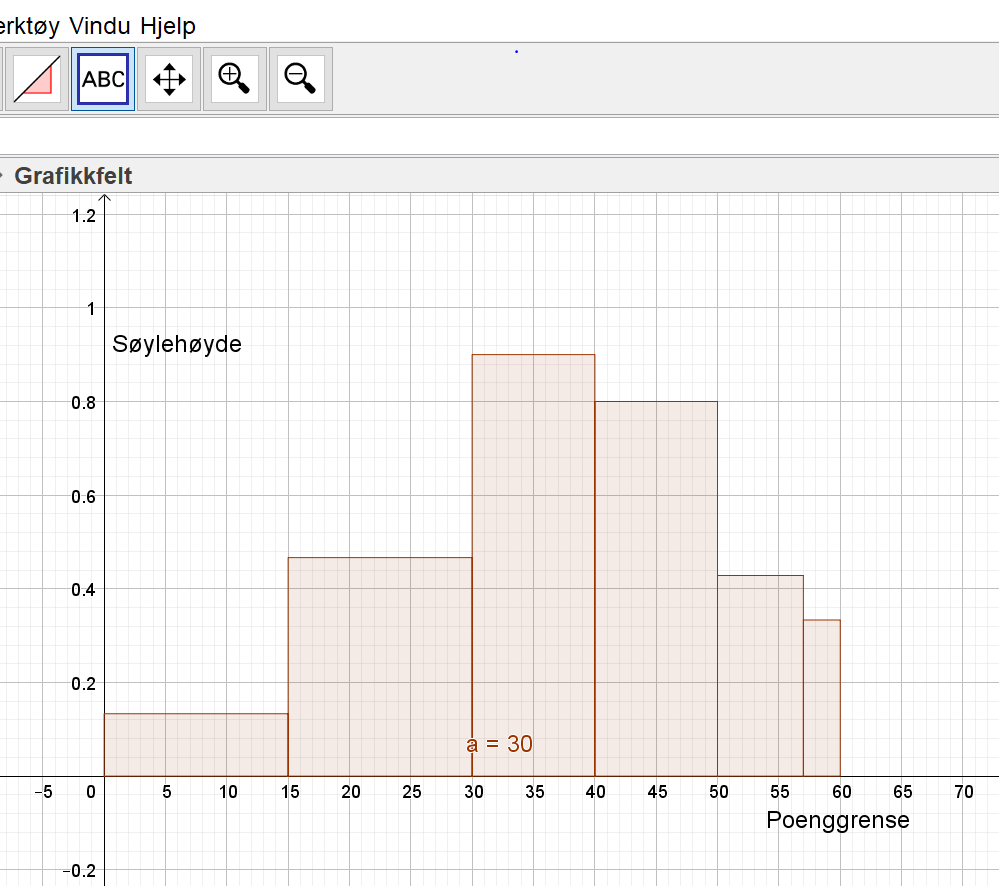 erktøy Vindu Hjelp
ABC
Grafikkfelt
1.2
1
Søylehøyde
0.8
0.6
0.4
0.2
a = 30
−5 0 5 10 15 20 25 30 35 40 45 50 55 60 65 70
Poenggrense
−0.2